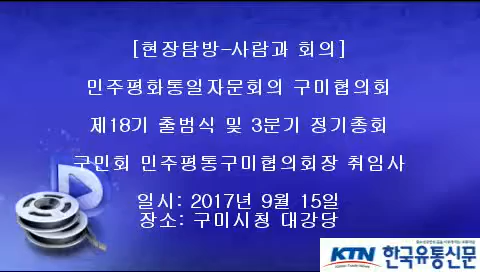 [현장탐방-사람과 회의]
민주평화통일자문회의 구미협의회
제18기 출범식 및 3분기 정기총회
구민회 민주평통구미협의회장 취임사
일시: 2017년 9월 15일
장소: 구미시청 대강당
KTN 한국유통신문